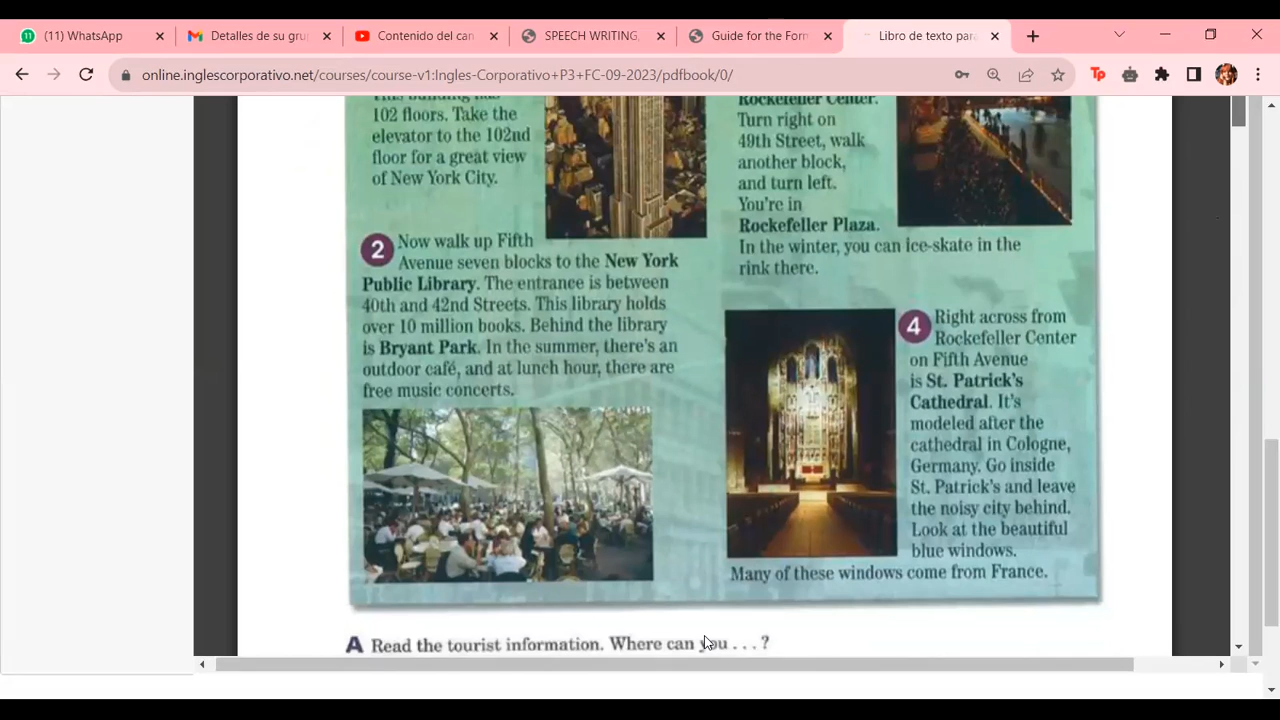 (11) WhatsApp
Detalles de su gru
Contenido del can
SPEECH WRITING,
Guide for the Form
Libro de texto para
online.inglescorporativo.net/courses/course-v1:Ingles-Corporativo+P3+FC-09-2023/pdfbook/0/
This building has
102 floors. Take the
elevator to the 102nd
floor for a great view
of New York City.
2 Now walk up Fifth
Avenue seven blocks to the New York
Public Library. The entrance is between
40th and 42nd Streets. This library holds
over 10 million books. Behind the library
is Bryant Park. In the summer, there's an
outdoor café, and at lunch hour, there are
free music concerts.
Rockefeller Center.
Turn right on
49th Street, walk
another block,
and turn left.
You're in
Rockefeller Plaza.
In the winter, you can ice-skate in the
rink there.
4 Right across from
Rockefeller Center
on Fifth Avenue
is St. Patrick's
Cathedral. It's
modeled after the
cathedral in Cologne,
Germany. Go inside
St. Patrick's and leave
the noisy city behind.
Look at the beautiful
blue windows.
Many of these windows come from France.
A Read the tourist information. Where can you . . . ?